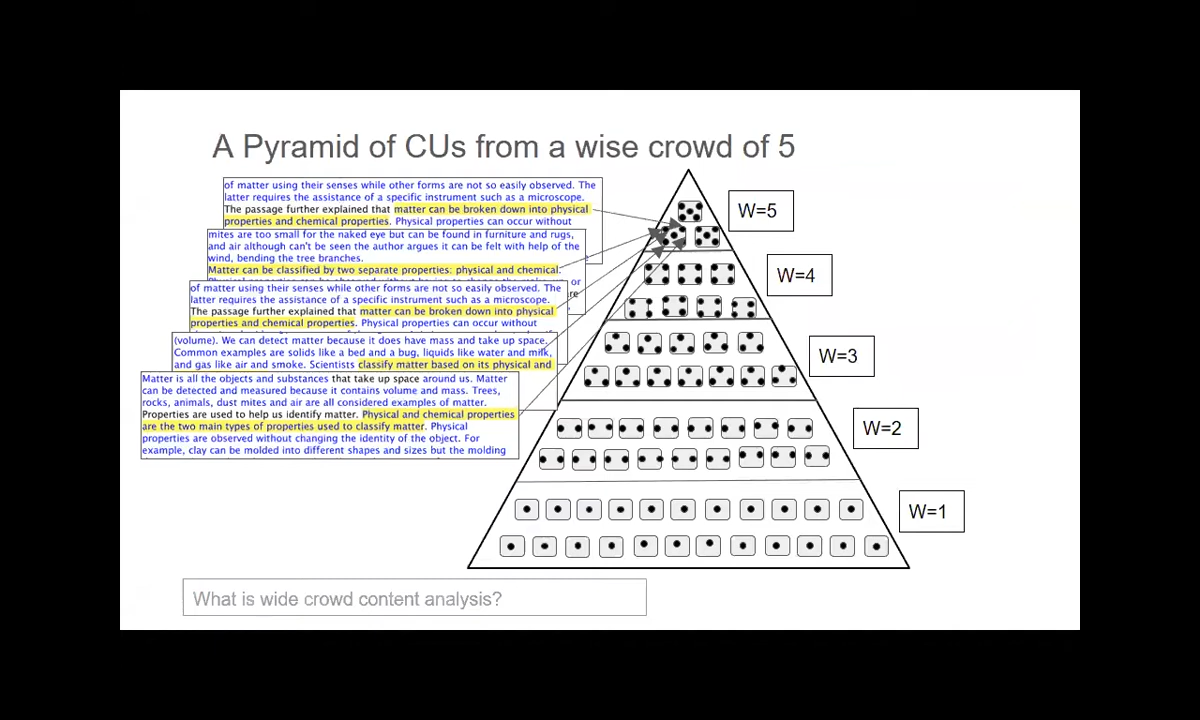 A Pyramid of CUs from a wise crowd of 5
of matter using their senses while other forms are not so easily observed. The
latter requires the assistance of a specific instrument such as a microscope.
The passage further explained that matter can be broken down into physical
properties and chemical properties. Physical properties can occur without
mites are too small for the naked eye but can be found in furniture and rugs,
and air although can't be seen the author argues it can be felt with help of the
wind, bending the tree branches.
Matter can be classified by two separate properties: physical and chemical.
of matter using their senses while other forms are not so easily observed. The
latter requires the assistance of a specific instrument such as a microscope.
The passage further explained that matter can be broken down into physical
properties and chemical properties. Physical properties can occur without
(volume). We can detect matter because it does have mass and take up space.
Common examples are solids like a bed and a bug, liquids like water and milk,
and gas like air and smoke. Scientists classify matter based on its physical and
Matter is all the objects and substances that take up space around us. Matter
can be detected and measured because it contains volume and mass. Trees,
rocks, animals, dust mites and air are all considered examples of matter.
Properties are used to help us identify matter. Physical and chemical properties
are the two main types of properties used to classify matter. Physical
properties are observed without changing the identity of the object. For
example, clay can be molded into different shapes and sizes but the molding
W=5
W=4
W=3
W=2
W=1
What is wide crowd content analysis?